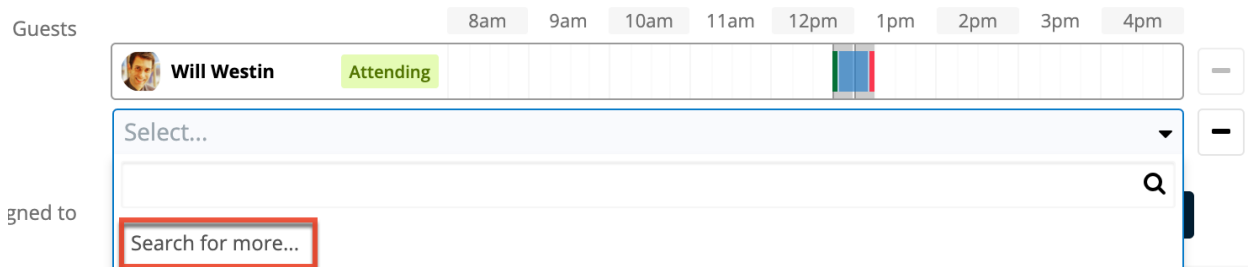 Guests 8am 9am 10am 11am 12pm 1pm 2pm 3pm 4pm
Will Westin Attending
Select...
gned to
Search for more...